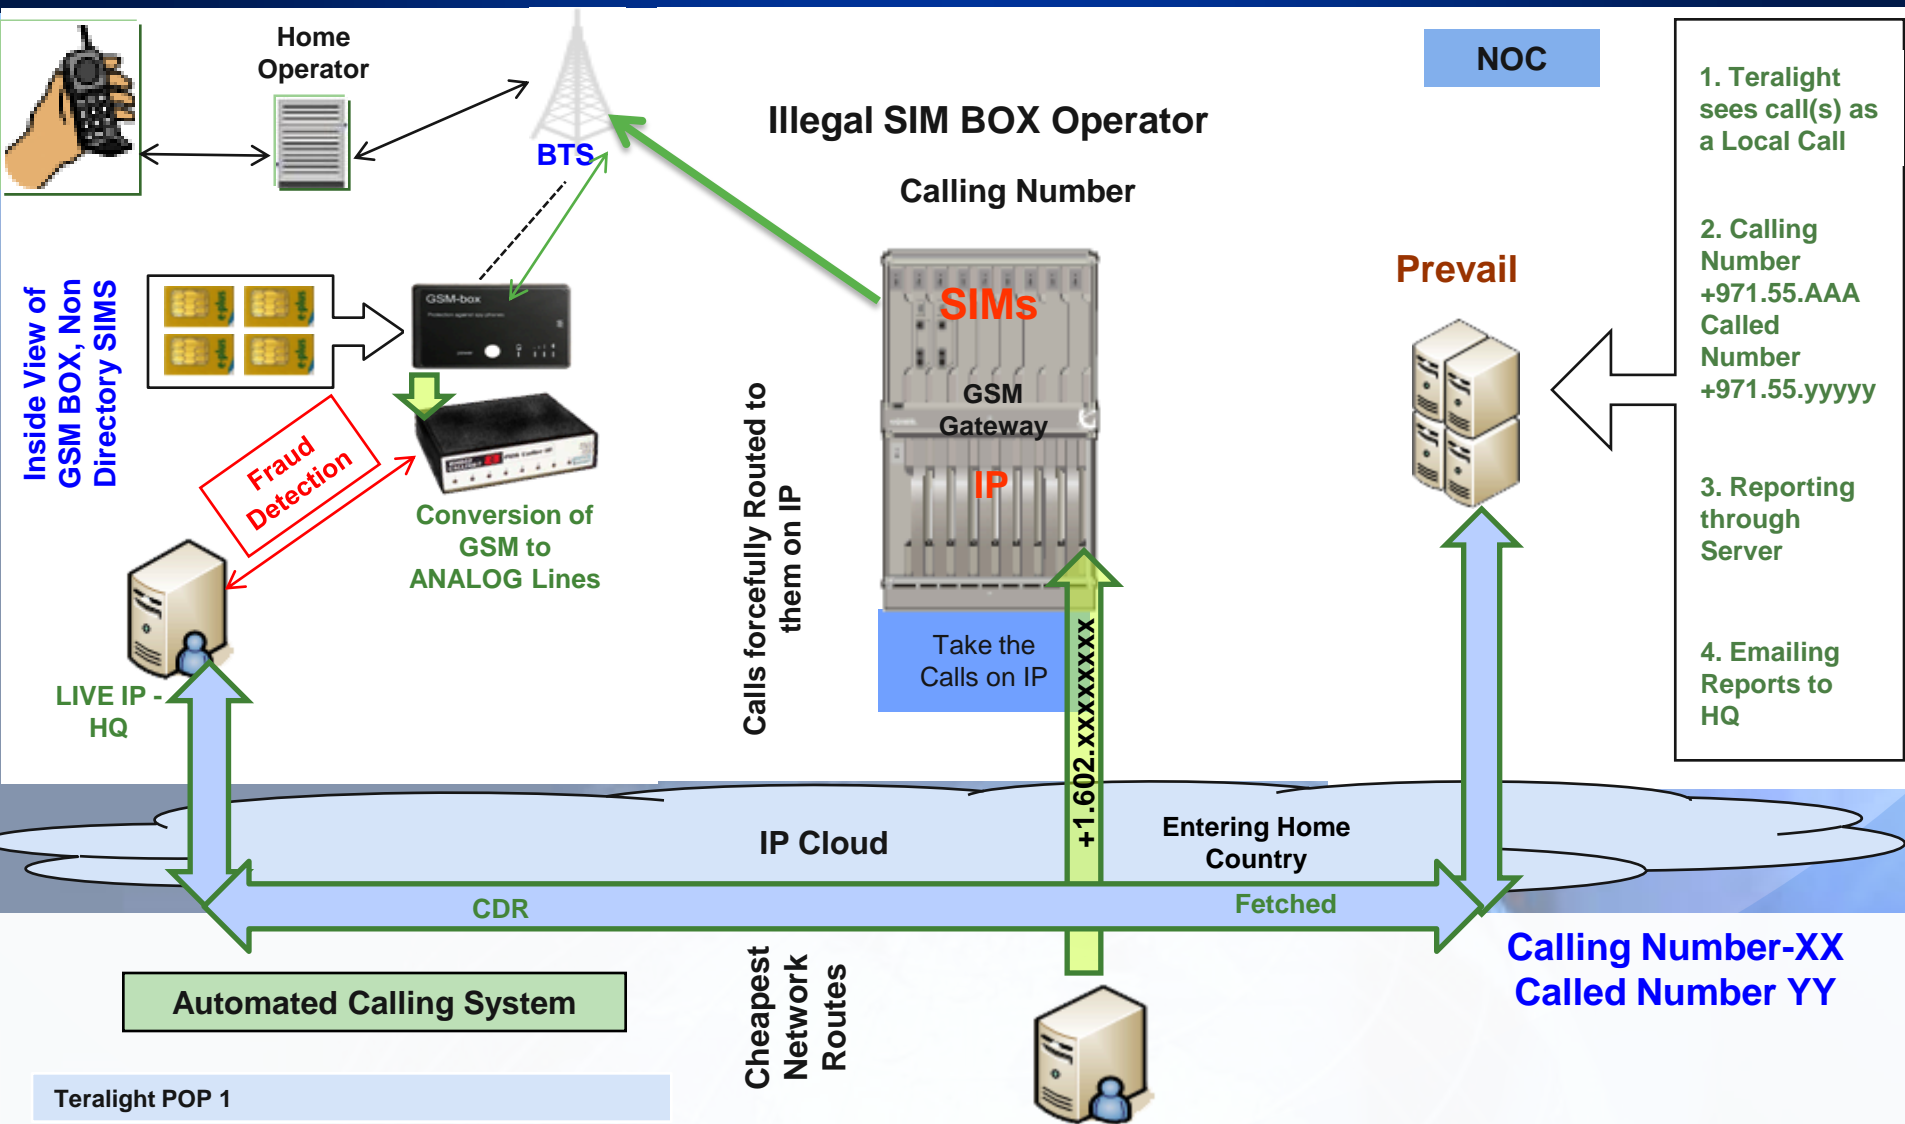 Home
Operator
BTS
Illegal SIM BOX Operator
Calling Number
NOC
1. Teralight
sees call(s) as
a Local Call
2. Calling
Number
+971.55.AAA
Called
Number
+971.55.yyyyy
3. Reporting
through
Server
4. Emailing
Reports to
HQ
Prevail
Inside View of
GSM BOX, Non
Directory SIMS
e-plus
e-plus
e-plus
e-plus
GSM-box
power
Fraud
Detection
Conversion of
GSM to
ANALOG Lines
LIVE IP -
HQ
Calls forcefully Routed to
them on IP
SIMs
GSM
Gateway
IP
Take the
Calls on IP
+1.602.xxxxxxxx
IP Cloud
Entering Home
Country
CDR
Fetched
Calling Number-XX
Called Number YY
Automated Calling System
Cheapest
Network
Routes
Teralight POP 1